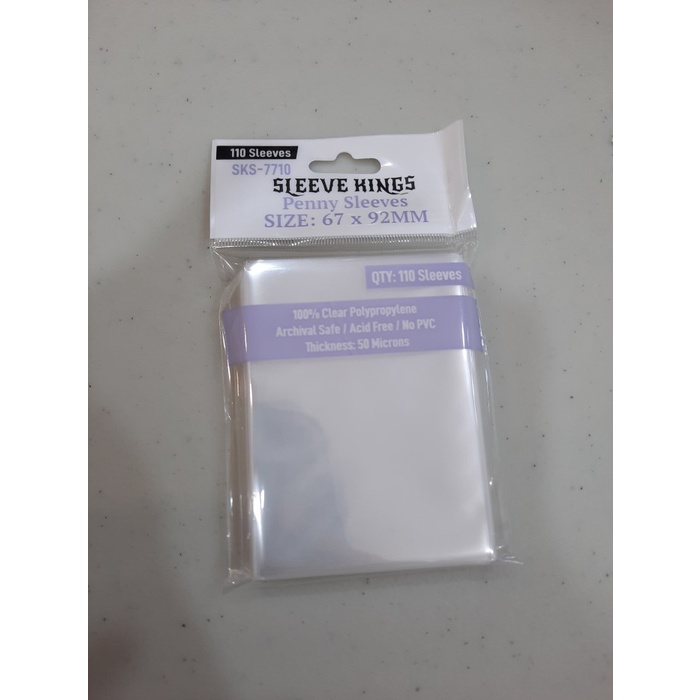 110 Sleeves
SKS-7710
SLEEVE KINGS
Penny Sleeves
SIZE: 67 x 92MM
QTY: 110 Sleeves
100% Clear Polypropylene
Archival Safe / Acid Free / No PVC
Thickness: 50 Microns